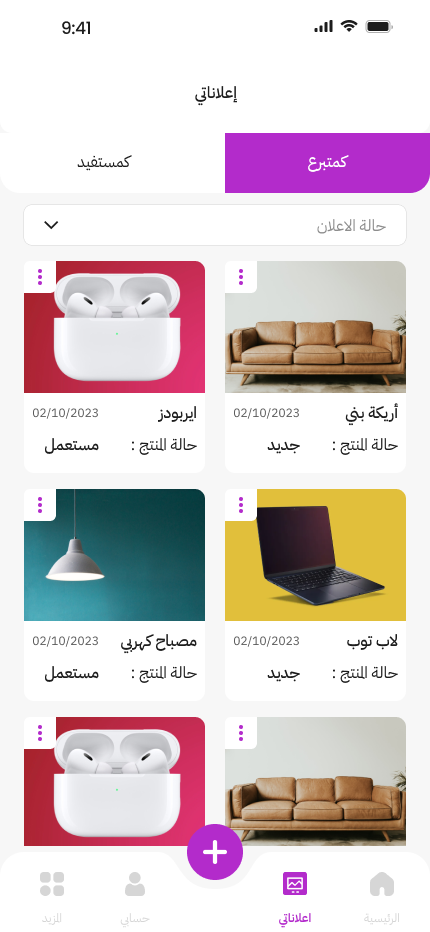 9:41
إعلاناتي
كمتبرع
كمستفيد
حالة الاعلان
أريكة بني
02/10/2023
حالة المنتج :
جديد
ايربودز
02/10/2023
حالة المنتج :
مستعمل
لاب توب
02/10/2023
حالة المنتج :
جديد
مصباح كهربي
02/10/2023
حالة المنتج :
مستعمل
الرئيسية
اعلاناتي
حسابي
المزيد